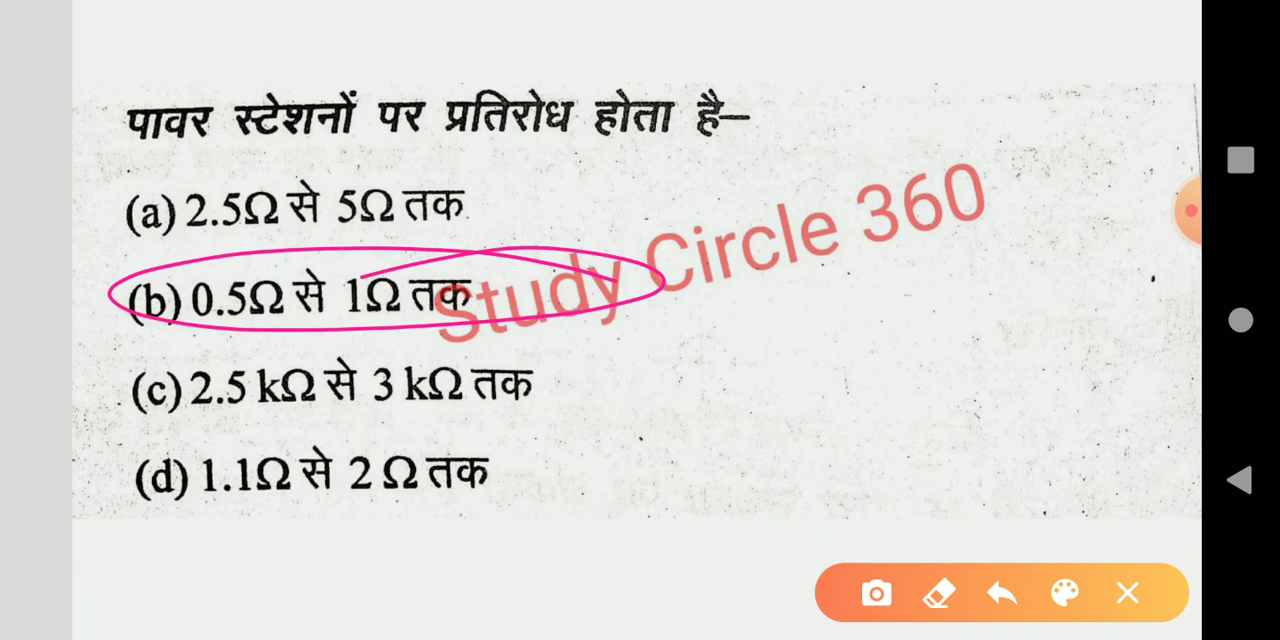 पावर स्टेशनों पर प्रतिरोध होता है–
(a) 2.5Ω से 5Ω तक
(b) 0.5Ω से 1Ω तक
Study Circle 360
(c) 2.5 kΩ से 3 kΩ तक
(d) 1.1Ω से 2 Ω तक